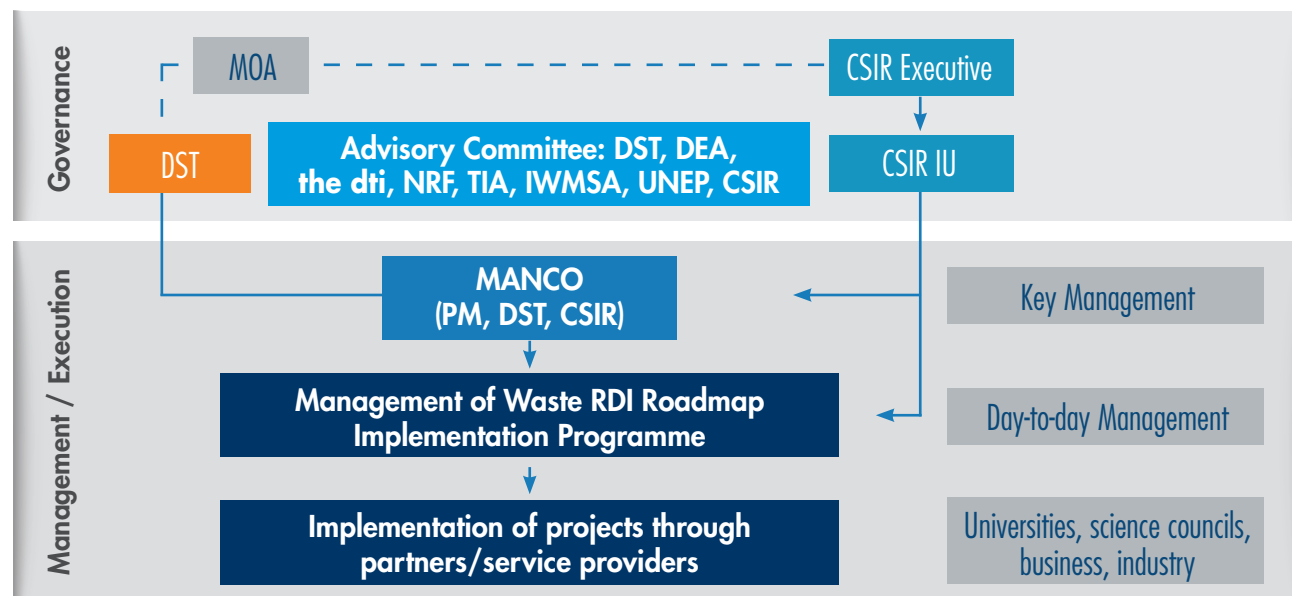 Governance
MOA
CSIR Executive
DST
Advisory Committee: DST, DEA,
the dti, NRF, TIA, IWMSA, UNEP, CSIR
CSIR IU
Management / Execution
MANCO
(PM, DST, CSIR)
Key Management
Management of Waste RDI Roadmap
Implementation Programme
Day-to-day Management
Implementation of projects through
partners/service providers
Universities, science councils,
business, industry